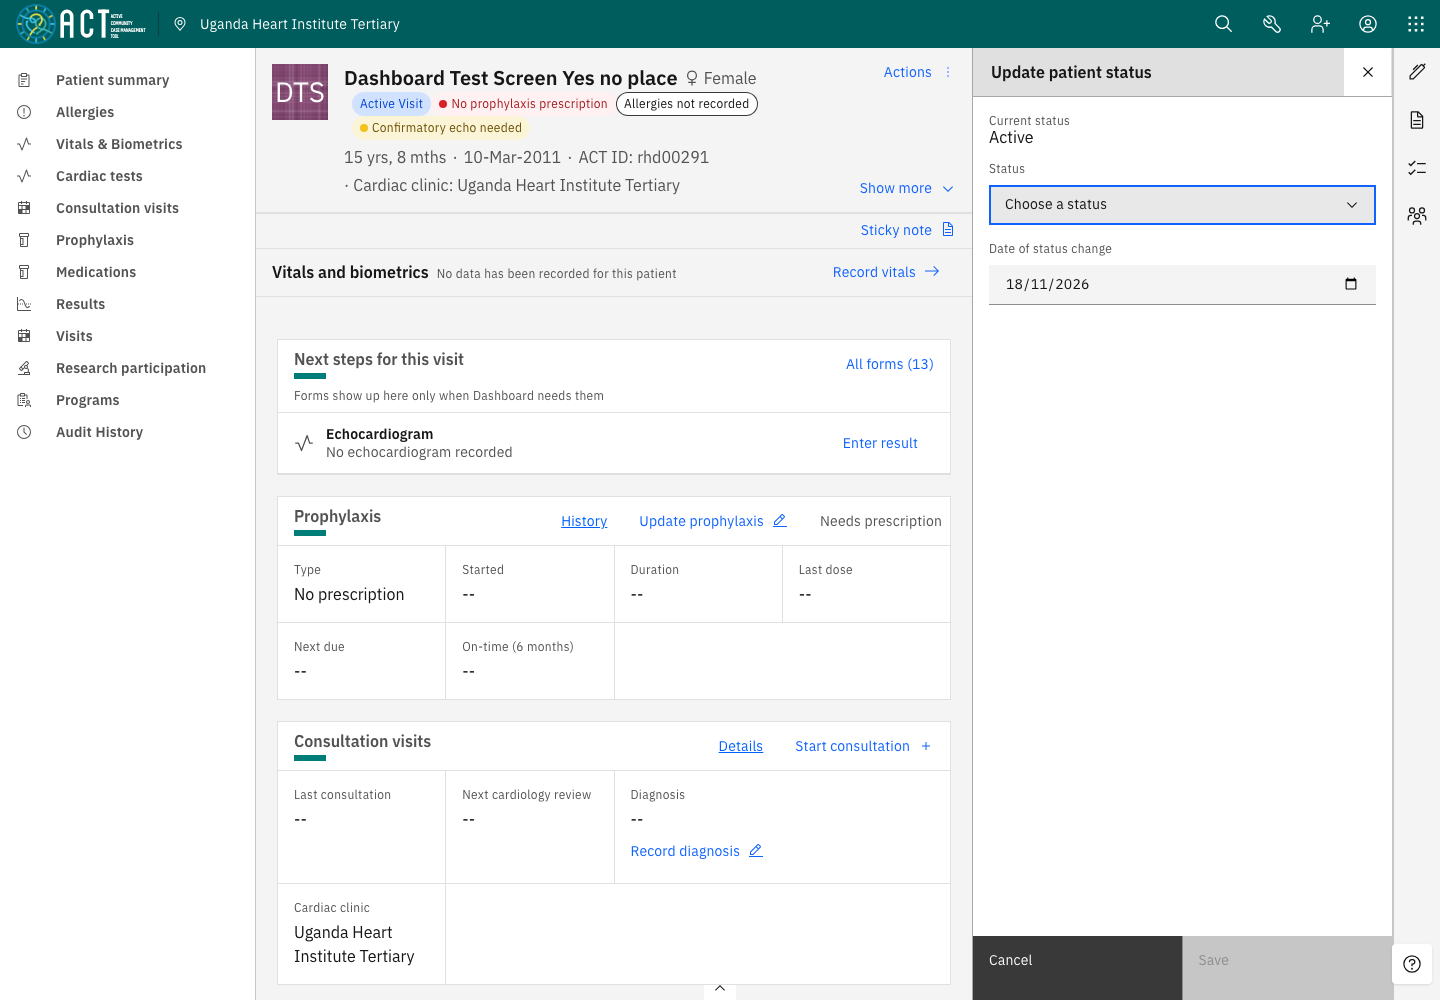 ACT ACTIVE COMMUNITY CASE MANAGEMENT TOOL
Uganda Heart Institute Tertiary
Patient summary
Allergies
Vitals & Biometrics
Cardiac tests
Consultation visits
Prophylaxis
Medications
Results
Visits
Research participation
Programs
Audit History
DTS
Dashboard Test Screen Yes no place Female
Actions
Active Visit No prophylaxis prescription Allergies not recorded
Confirmatory echo needed
15 yrs, 8 mths · 10-Mar-2011 · ACT ID: rhd00291
· Cardiac clinic: Uganda Heart Institute Tertiary
Show more
Sticky note
Vitals and biometrics No data has been recorded for this patient
Record vitals
Next steps for this visit
All forms (13)
Forms show up here only when Dashboard needs them
Echocardiogram
No echocardiogram recorded
Enter result
Prophylaxis
History Update prophylaxis Needs prescription
Type Started Duration Last dose
No prescription -- -- --
Next due On-time (6 months)
-- --
Consultation visits
Details Start consultation +
Last consultation Next cardiology review Diagnosis
-- -- --
Record diagnosis
Cardiac clinic
Uganda Heart
Institute Tertiary
Update patient status
Current status
Active
Status
Choose a status
Date of status change
18/11/2026
Cancel
Save